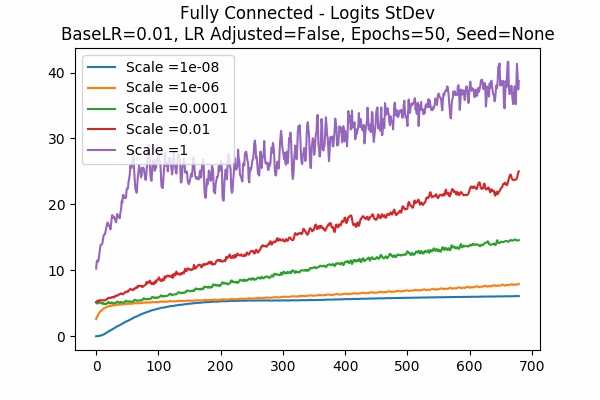 Fully Connected - Logits StDev
BaseLR=0.01, LR Adjusted=False, Epochs=50, Seed=None
40
30
20
10
0
Scale =1e-08
Scale =1e-06
Scale =0.0001
Scale =0.01
Scale =1
0 100 200 300 400 500 600 700